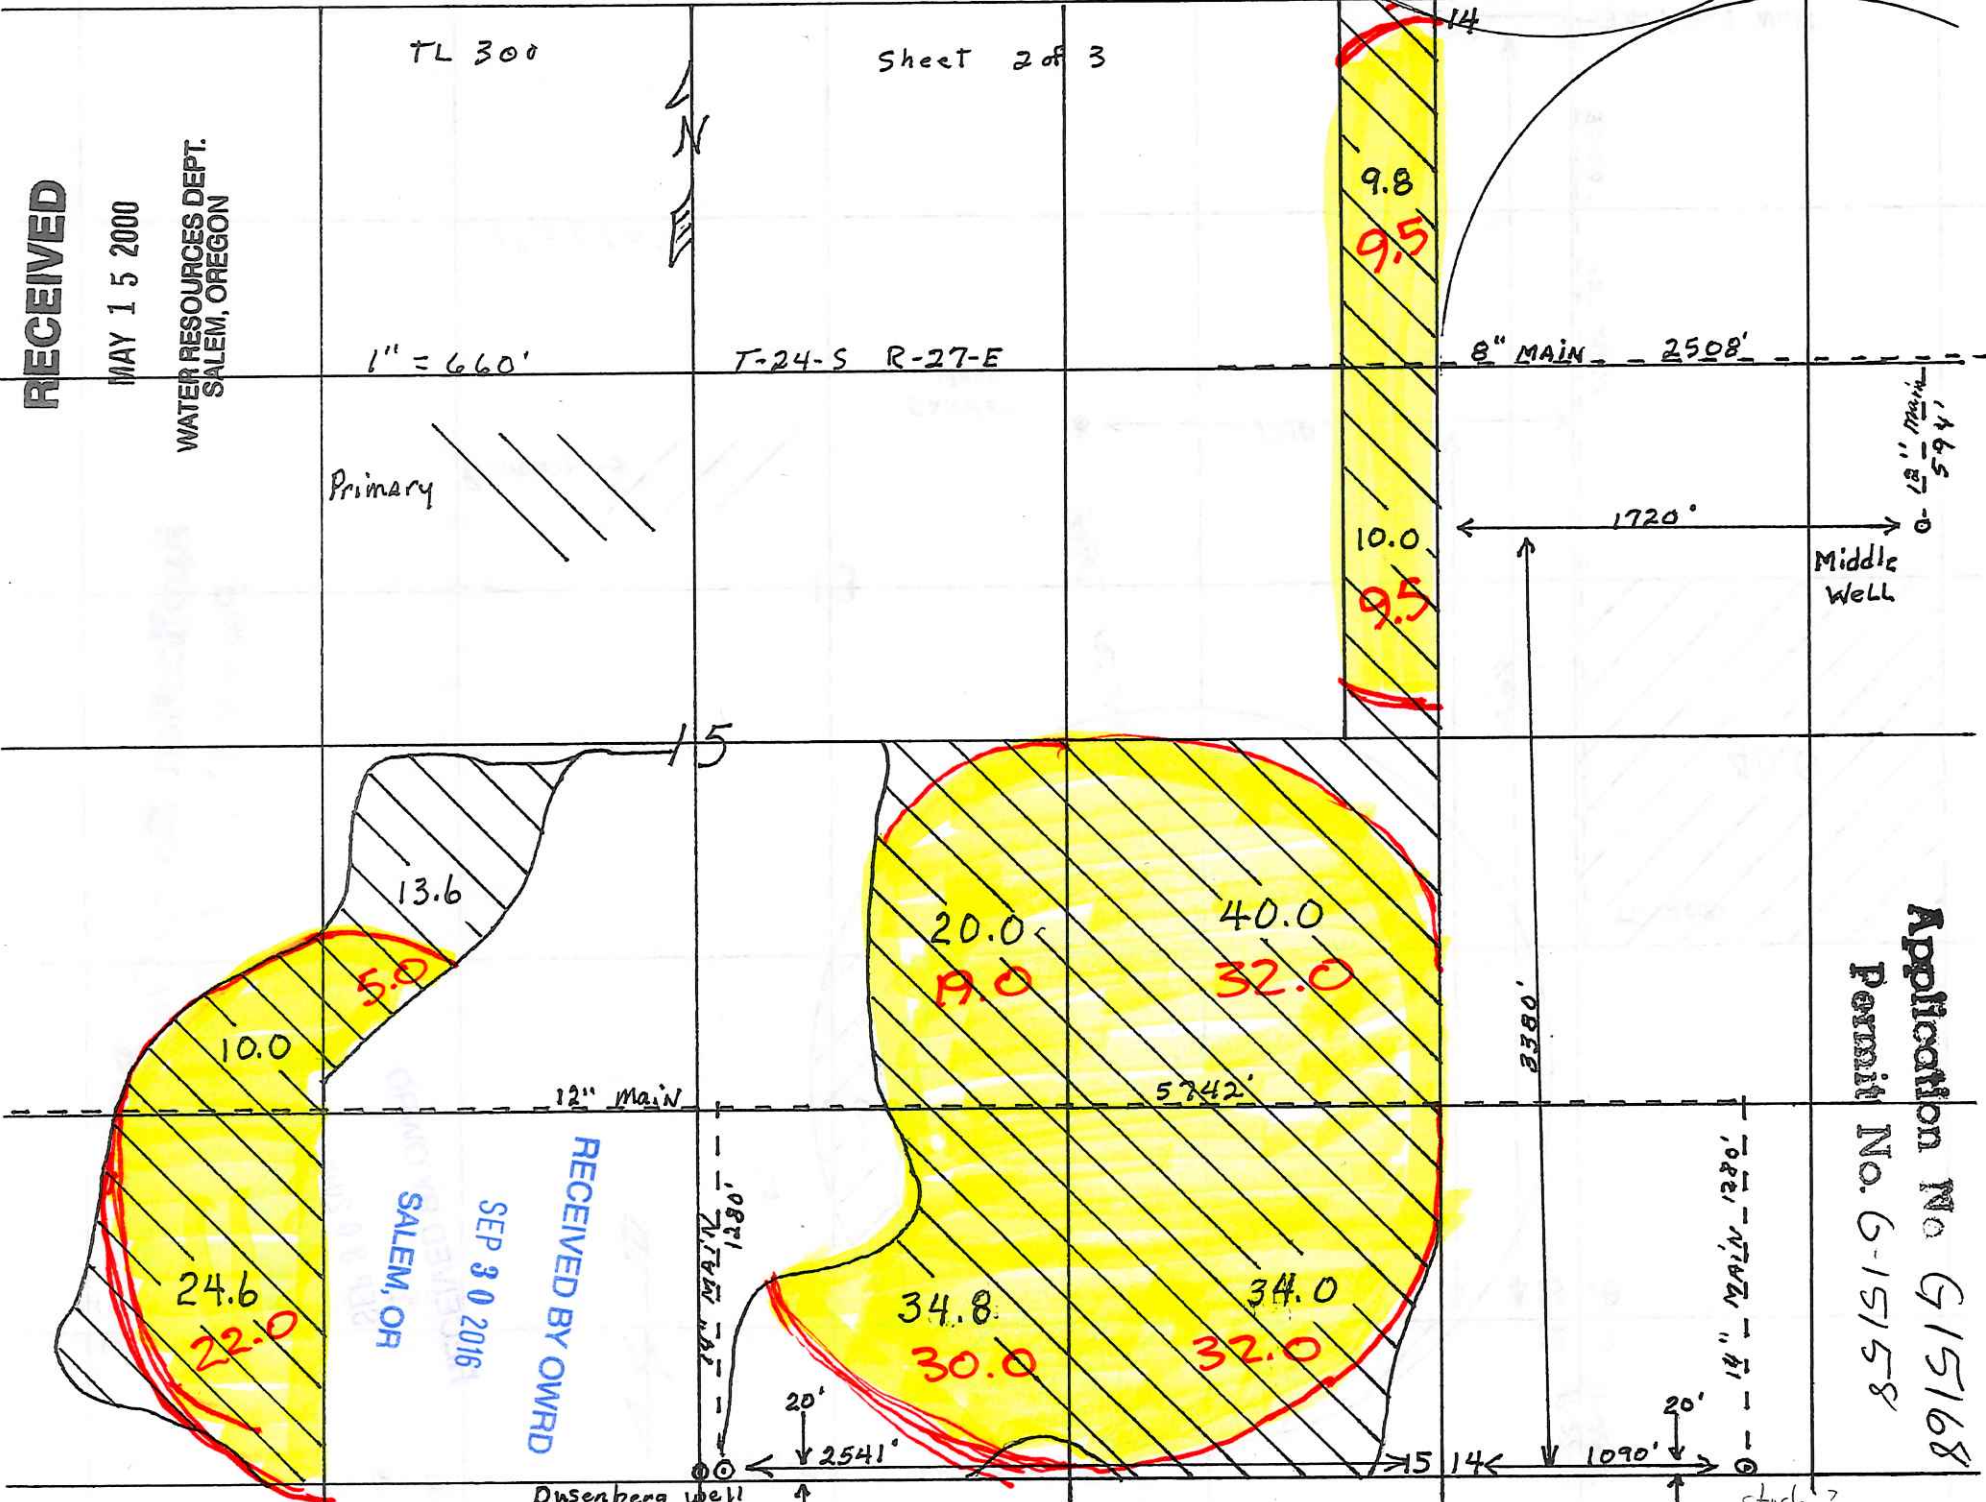 TL 300
Sheet 2 of 3
14
RECEIVED
MAY 15 2000
WATER RESOURCES DEPT.
SALEM, OREGON
N
9.8
9.5
1" = 660'
T-24-S R-27-E
8" MAIN 2508'
12" Main
594'
Primary
10.0
9.5
1720'
Middle
Well
15
13.6
5.0
10.0
20.0
19.0
40.0
32.0
3380'
Application No G15168
Permit No. G-15158
12" Main
5742'
14" MAIN 1280'
14" MAIN 1280'
RECEIVED BY OWRD
SEP 30 2016
SALEM, OR
24.6
22.0
34.8
30.0
34.0
32.0
20'
2541'
15 14
1090'
20'
Dusenberg Well